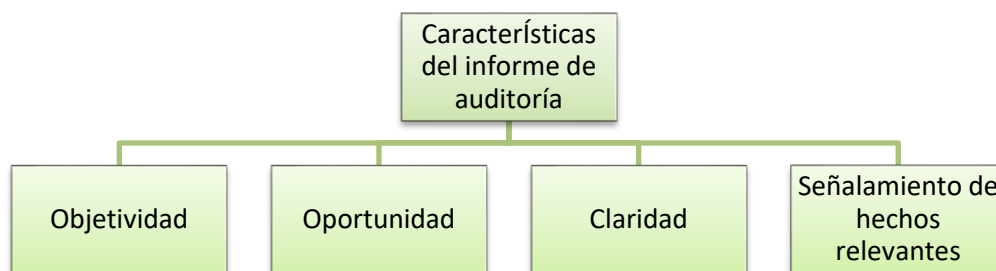 CaracterÍsticas
del informe de
auditoría
Objetividad
Oportunidad
Claridad
Señalamiento de
hechos
relevantes